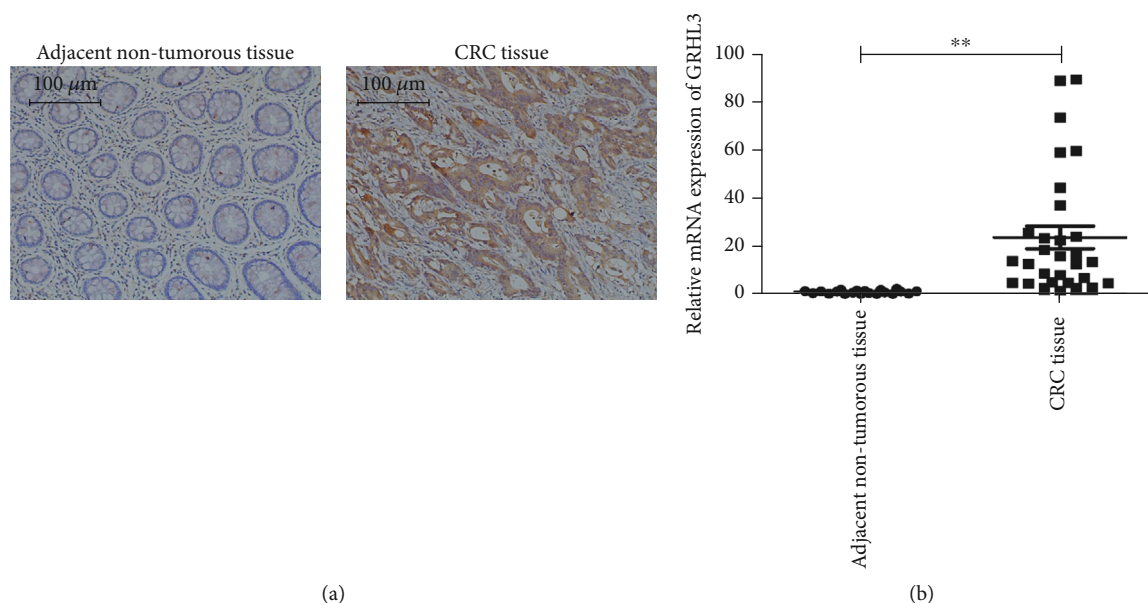 Adjacent non-tumorous tissue
CRC tissue
100 μm
100 μm
(a)
Relative mRNA expression of GRHL3
100
80
60
40
20
0
**
Adjacent non-tumorous tissue
CRC tissue
(b)